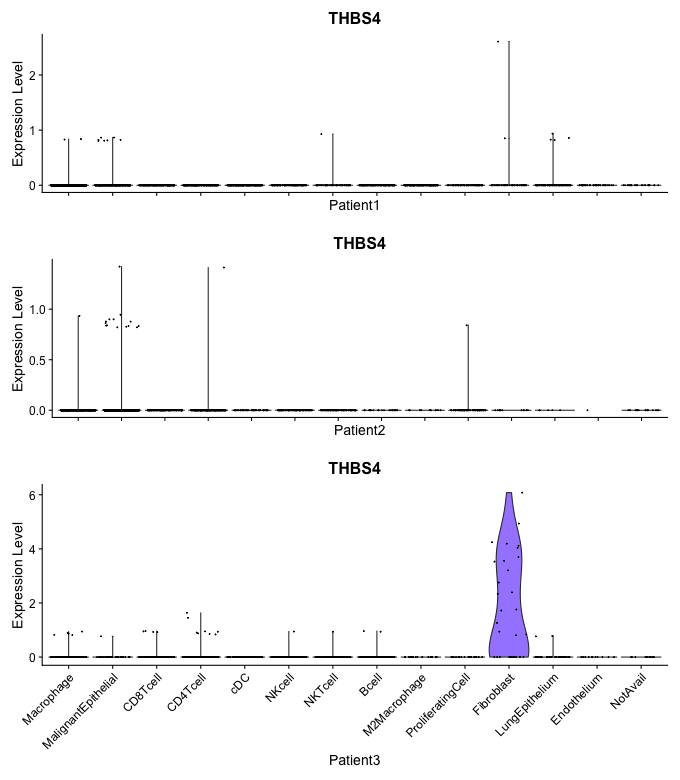 THBS4
Expression Level
2
1
0
Patient1
THBS4
Expression Level
1.0
0.5
0.0
Patient2
THBS4
Expression Level
6
4
2
0
Macrophage
MalignantEpithelial
CD8Tcell
CD4Tcell
cDC
NKcell
NKTcell
Bcell
M2Macrophage
ProliferatingCell
Fibroblast
LungEpithelium
Endothelium
NotAvail
Patient3